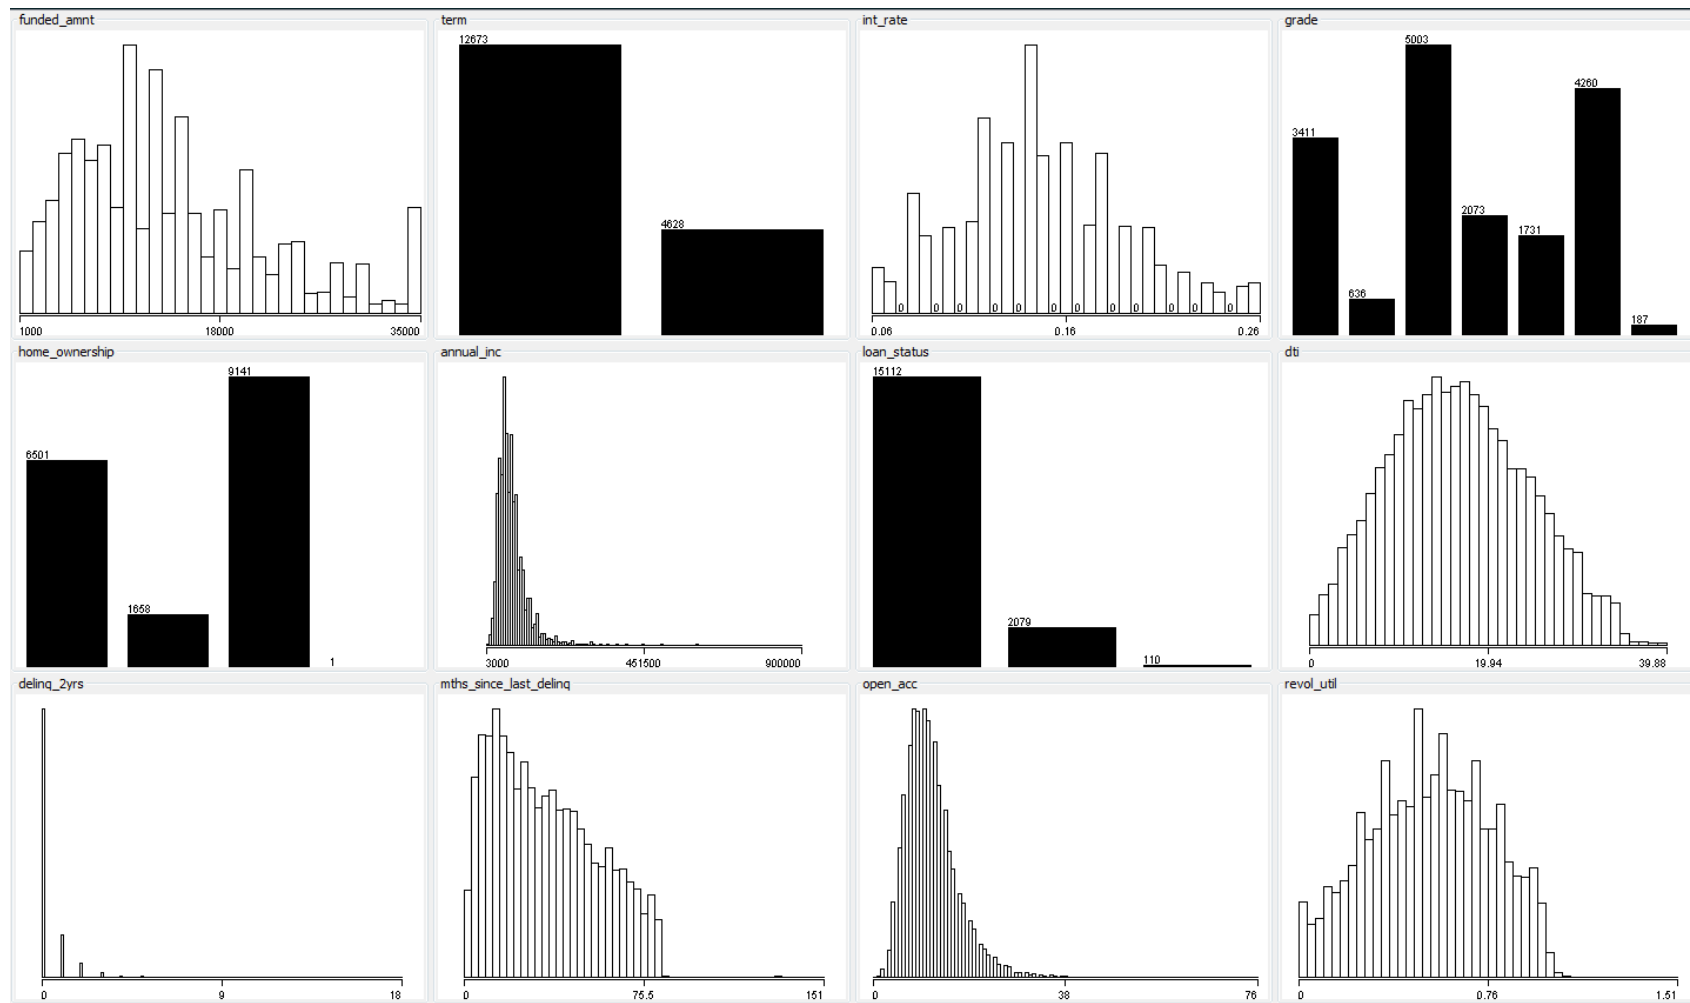 funded_amnt
1000 18000 35000
term
12673
4628
int_rate
0 0 0 0 0 0 0 0 0 0 0 0
0.06 0.16 0.26
grade
3411
636
5003
2073
1731
4260
187
home_ownership
6501
1658
9141
1
annual_inc
3000 451500 900000
loan_status
15112
2079
110
dti
0 19.94 39.88
delinq_2yrs
0 9 18
mths_since_last_delinq
0 75.5 151
open_acc
0 38 76
revol_util
0 0.76 1.51